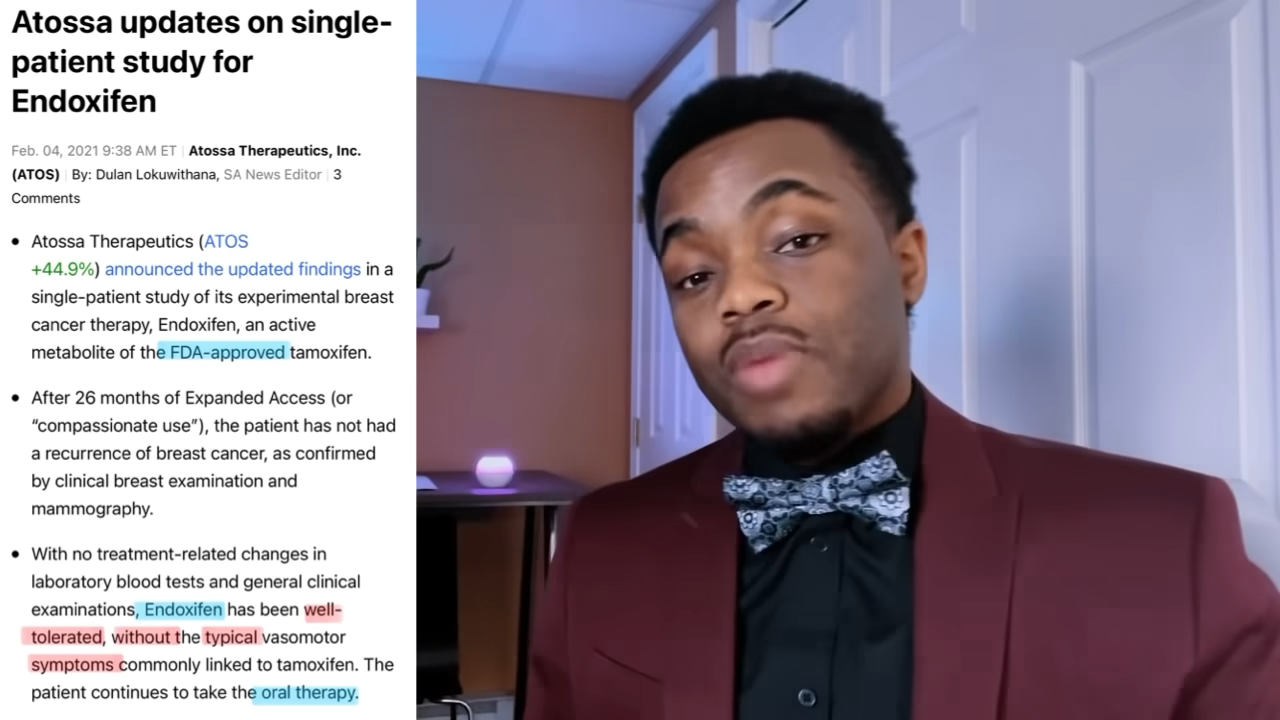 Atossa updates on single-
patient study for
Endoxifen
Feb. 04, 2021 9:38 AM ET | Atossa Therapeutics, Inc.
(ATOS) | By: Dulan Lokuwithana, SA News Editor | 3
Comments
• Atossa Therapeutics (ATOS
+44.9%) announced the updated findings in a
single-patient study of its experimental breast
cancer therapy, Endoxifen, an active
metabolite of the FDA-approved tamoxifen.
• After 26 months of Expanded Access (or
“compassionate use”), the patient has not had
a recurrence of breast cancer, as confirmed
by clinical breast examination and
mammography.
• With no treatment-related changes in
laboratory blood tests and general clinical
examinations, Endoxifen has been well-
tolerated, without the typical vasomotor
symptoms commonly linked to tamoxifen. The
patient continues to take the oral therapy.